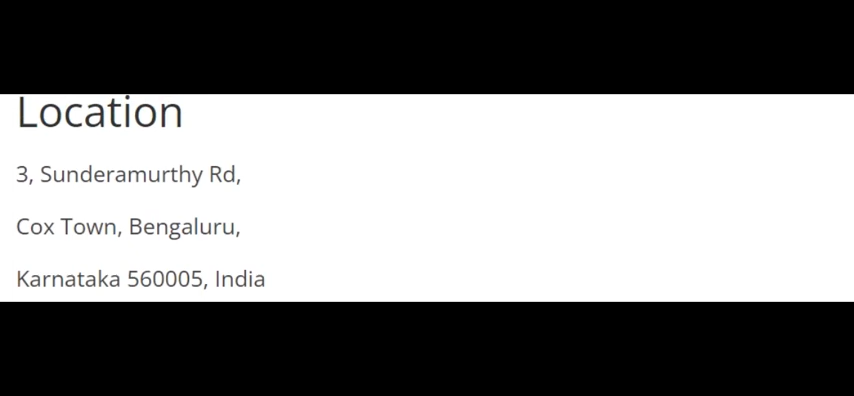 Location
3, Sunderamurthy Rd,
Cox Town, Bengaluru,
Karnataka 560005, India